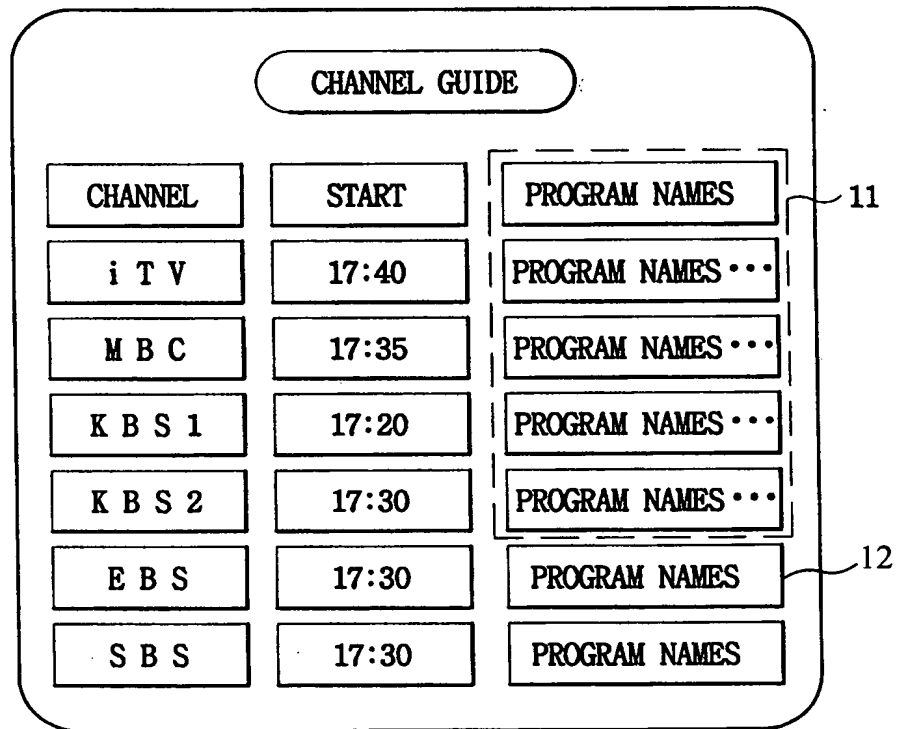 CHANNEL GUIDE
CHANNEL START PROGRAM NAMES 11
i T V 17:40 PROGRAM NAMES ···
M B C 17:35 PROGRAM NAMES ···
K B S 1 17:20 PROGRAM NAMES ···
K B S 2 17:30 PROGRAM NAMES ···
E B S 17:30 PROGRAM NAMES 12
S B S 17:30 PROGRAM NAMES